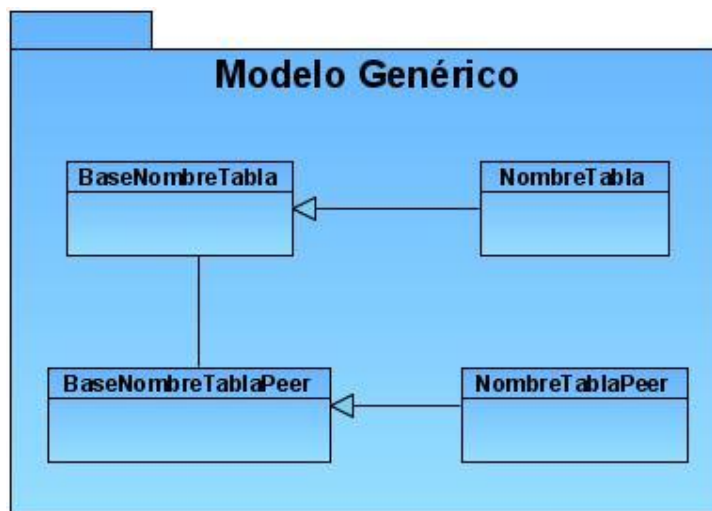 Modelo Genérico
BaseNombreTabla
NombreTabla
BaseNombreTablaPeer
NombreTablaPeer